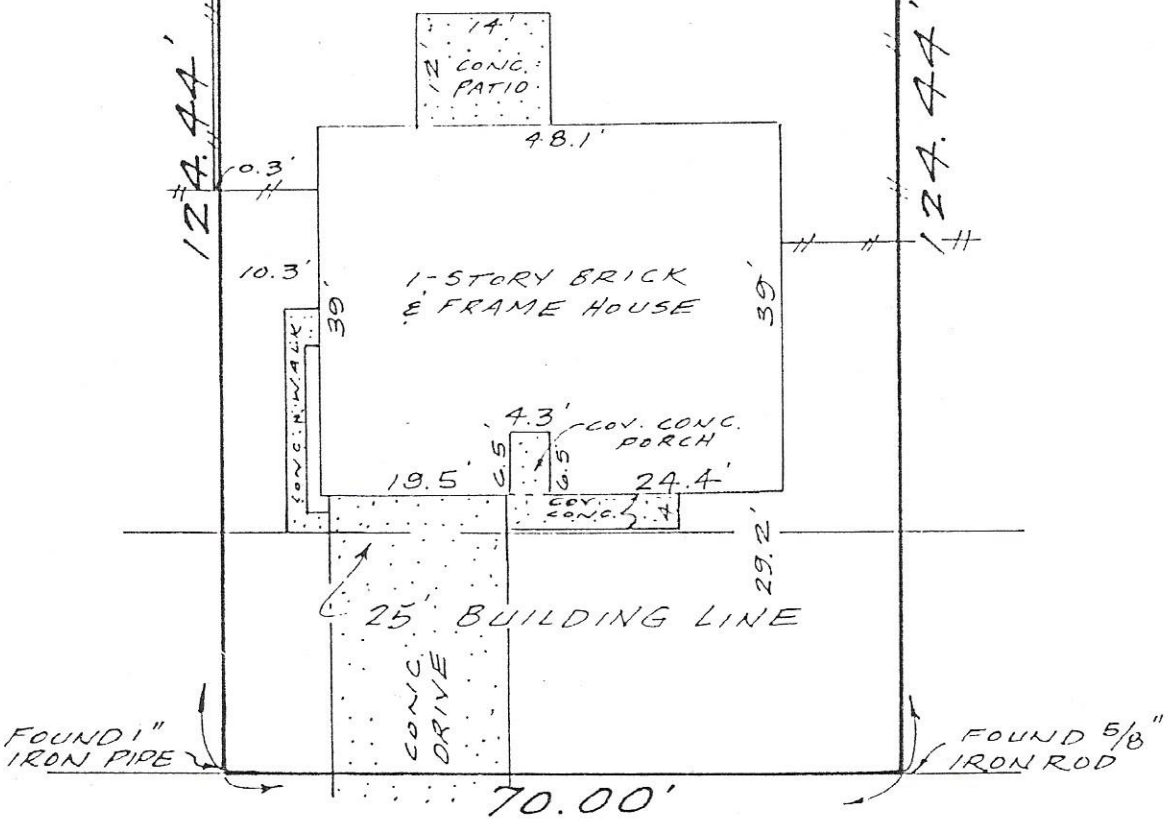 14'
12'
CONC.
PATIO
48.1'
124.44'
124.44'
0.3'
10.3'
39'
1-STORY BRICK
& FRAME HOUSE
39'
CONC. WALK
4.3'
COV. CONC.
PORCH
6.5'
6.5'
19.5'
24.4'
COV.
CONC.
4'
29.2'
25' BUILDING LINE
CONC.
DRIVE
FOUND 1"
IRON PIPE
FOUND 5/8"
IRON ROD
70.00'